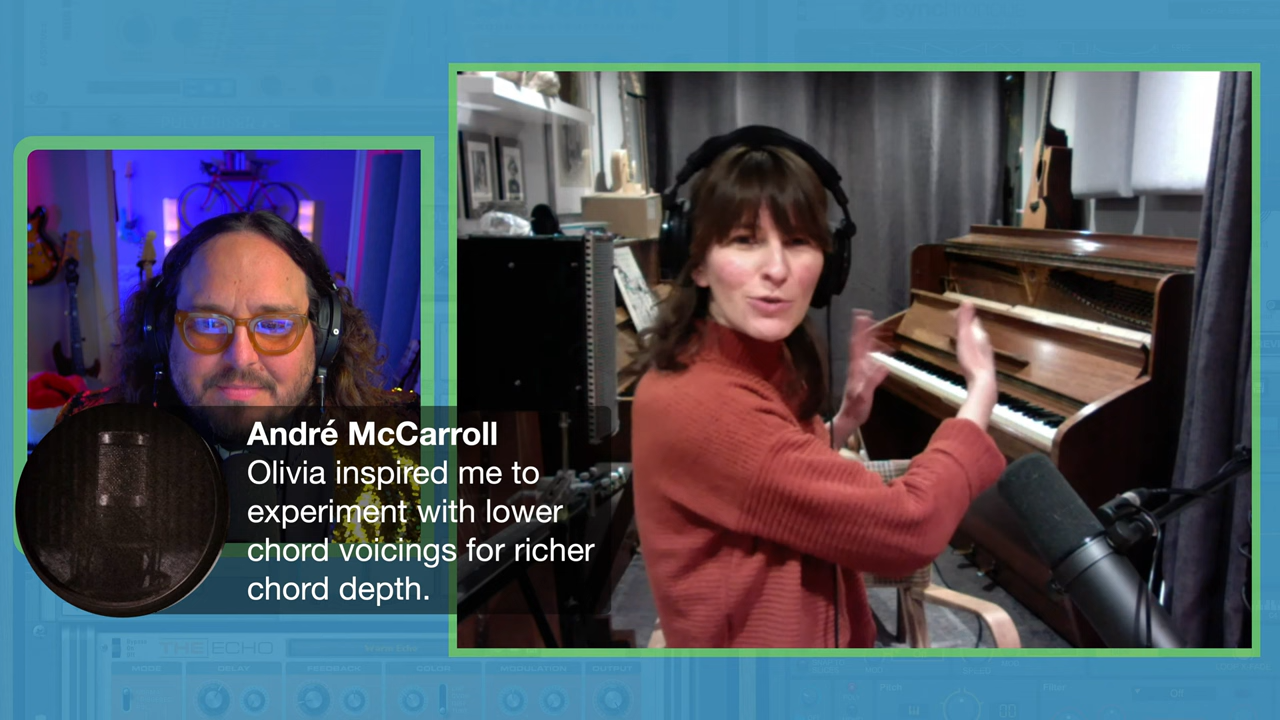 André McCarroll
Olivia inspired me to
experiment with lower
chord voicings for richer
chord depth.
THE ECHO
MODE DELAY FEEDBACK COLOR MODULATION OUTPUT
Off